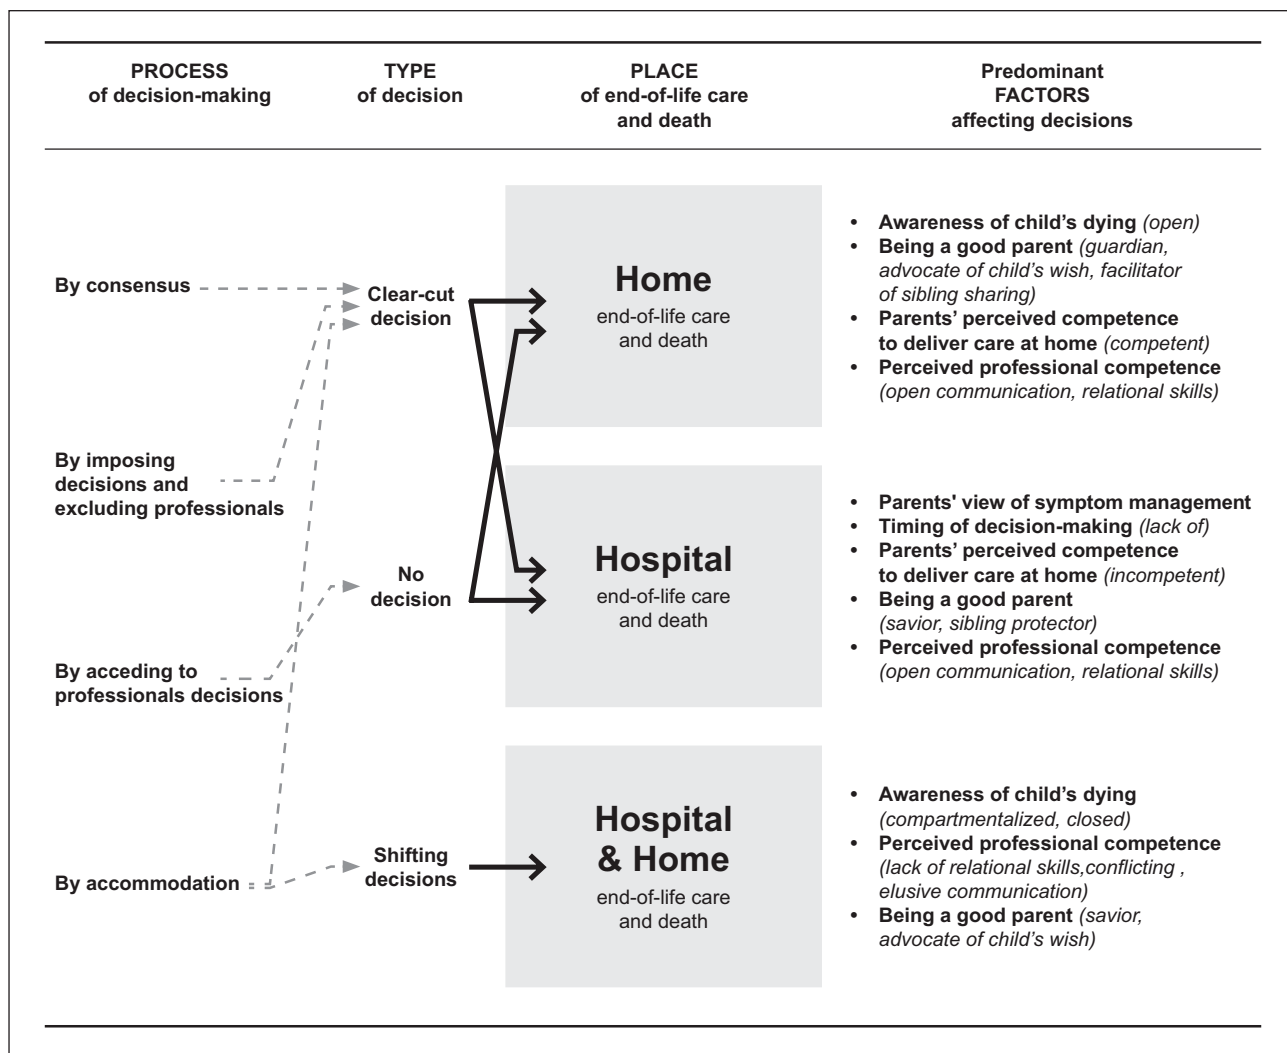 PROCESS
of decision-making
TYPE
of decision
PLACE
of end-of-life care
and death
Predominant
FACTORS
affecting decisions
By consensus
By imposing
decisions and
excluding professionals
By acceding to
professionals decisions
By accommodation
Clear-cut
decision
No
decision
Shifting
decisions
Home
end-of-life care
and death
Hospital
end-of-life care
and death
Hospital
& Home
end-of-life care
and death
• Awareness of child’s dying (open)
• Being a good parent (guardian,
advocate of child’s wish, facilitator
of sibling sharing)
• Parents’ perceived competence
to deliver care at home (competent)
• Perceived professional competence
(open communication, relational skills)
• Parents' view of symptom management
• Timing of decision-making (lack of)
• Parents’ perceived competence
to deliver care at home (incompetent)
• Being a good parent
(savior, sibling protector)
• Perceived professional competence
(open communication, relational skills)
• Awareness of child’s dying
(compartmentalized, closed)
• Perceived professional competence
(lack of relational skills,conflicting ,
elusive communication)
• Being a good parent (savior,
advocate of child’s wish)